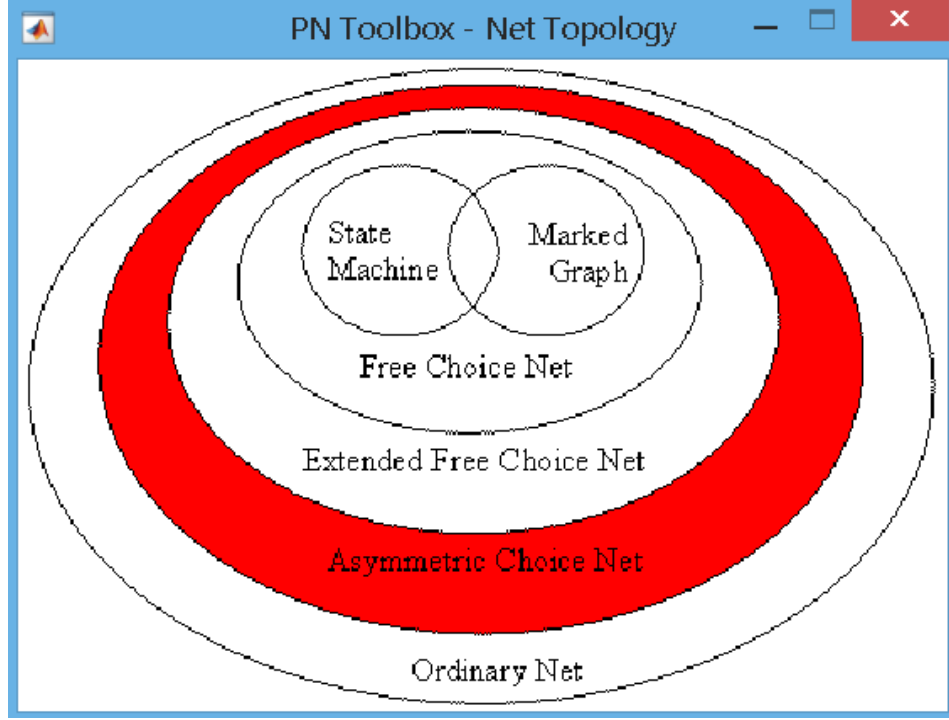 PN Toolbox - Net Topology
State
Machine
Marked
Graph
Free Choice Net
Extended Free Choice Net
Asymmetric Choice Net
Ordinary Net